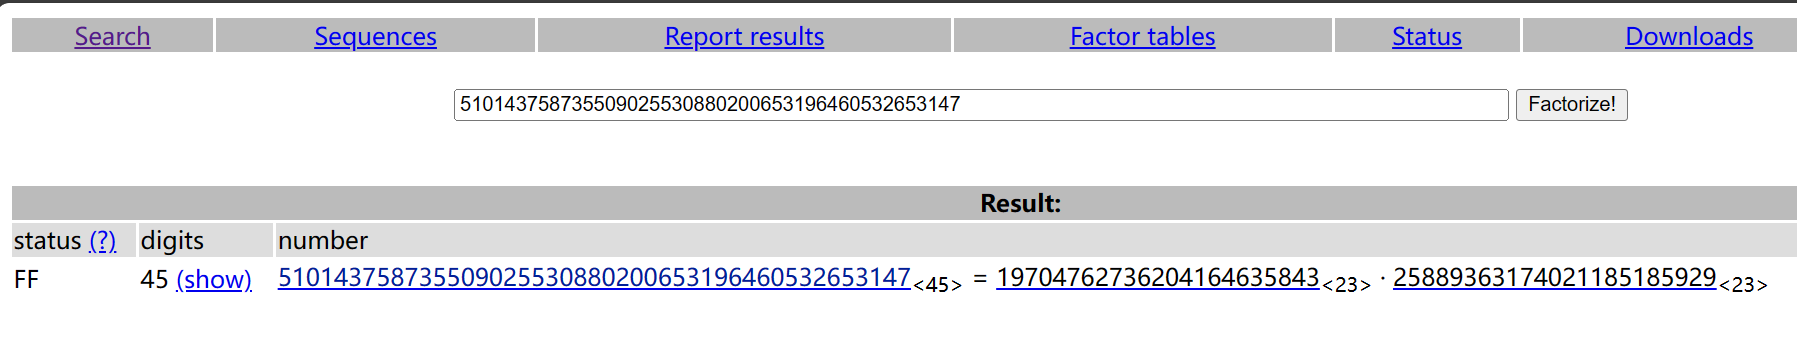 Search Sequences Report results Factor tables Status Downloads
510143758735509025530880200653196460532653147 Factorize!
Result:
status (?) digits number
FF 45 (show) 510143758735509025530880200653196460532653147<45> = 19704762736204164635843<23> · 25889363174021185185929<23>